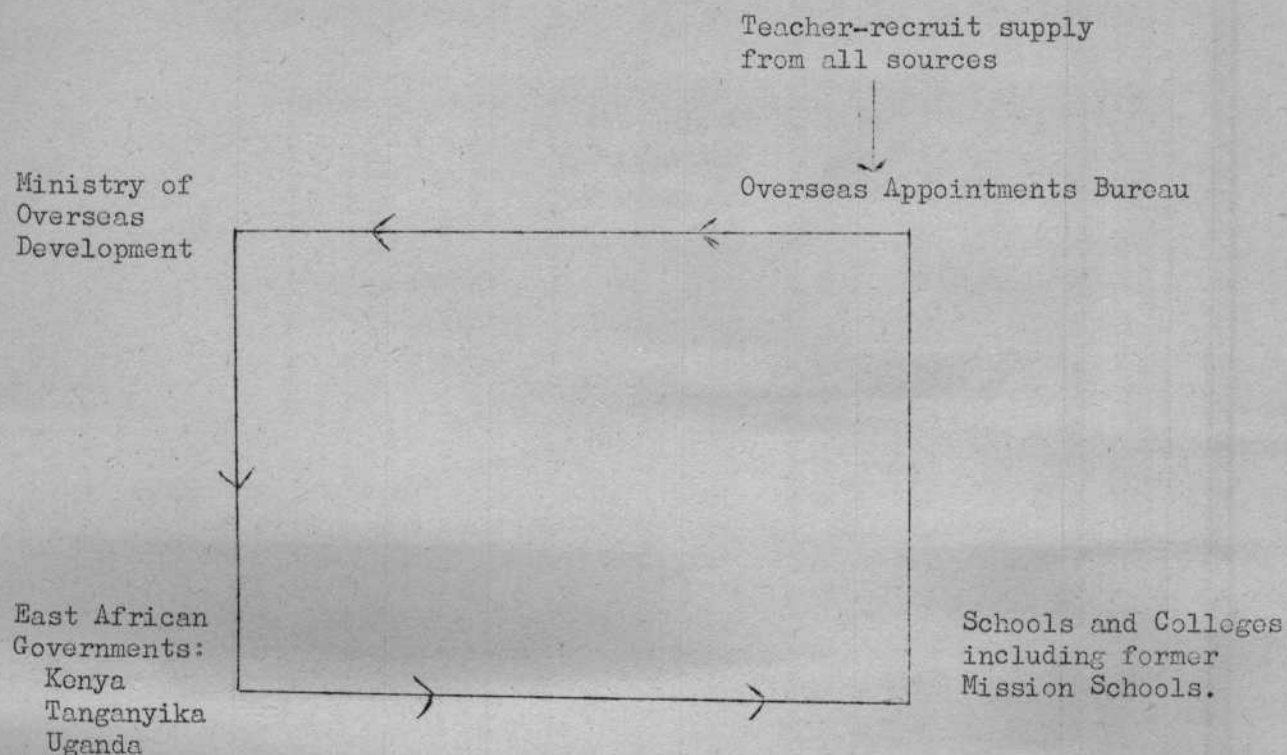 Teacher-recruit supply
from all sources
Overseas Appointments Bureau
Ministry of
Overseas
Development
East African
Governments:
Kenya
Tanganyika
Uganda
Schools and Colleges
including former
Mission Schools.